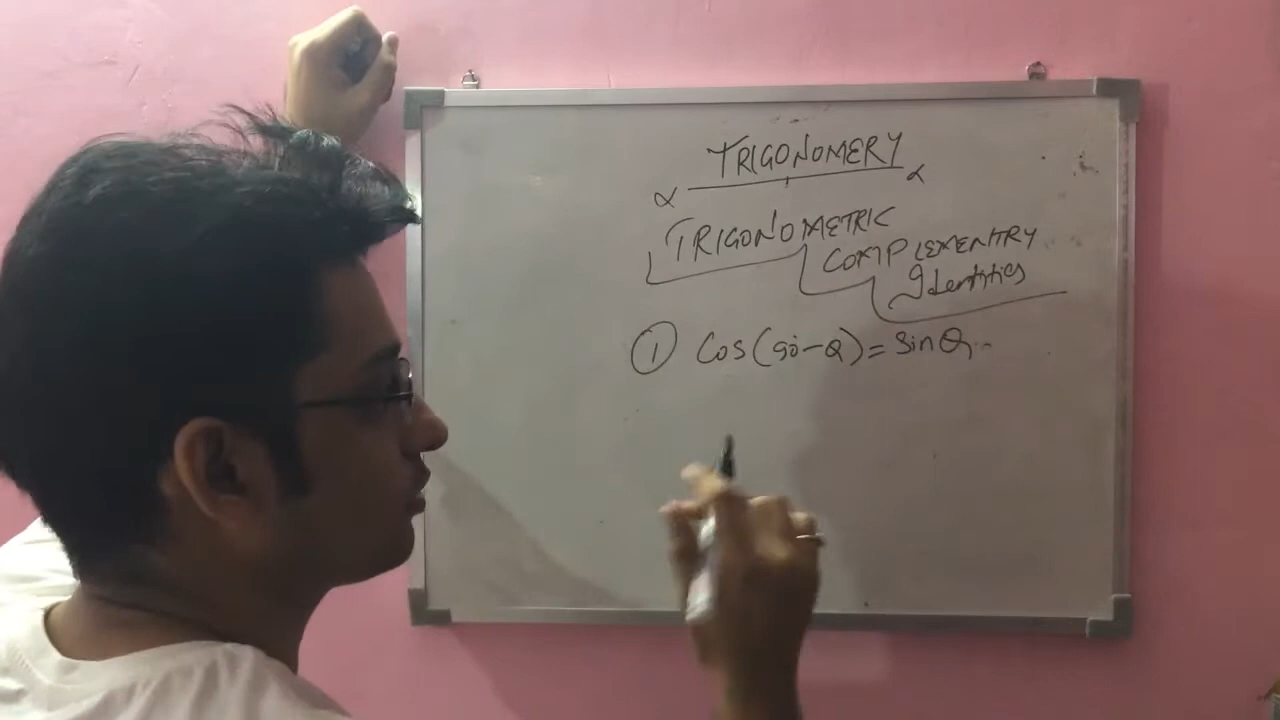 TRIGONOMERY
α α
TRIGONOMETRIC
COMPLEMENTRY
Identities
① Cos(90°-θ)= Sinθ